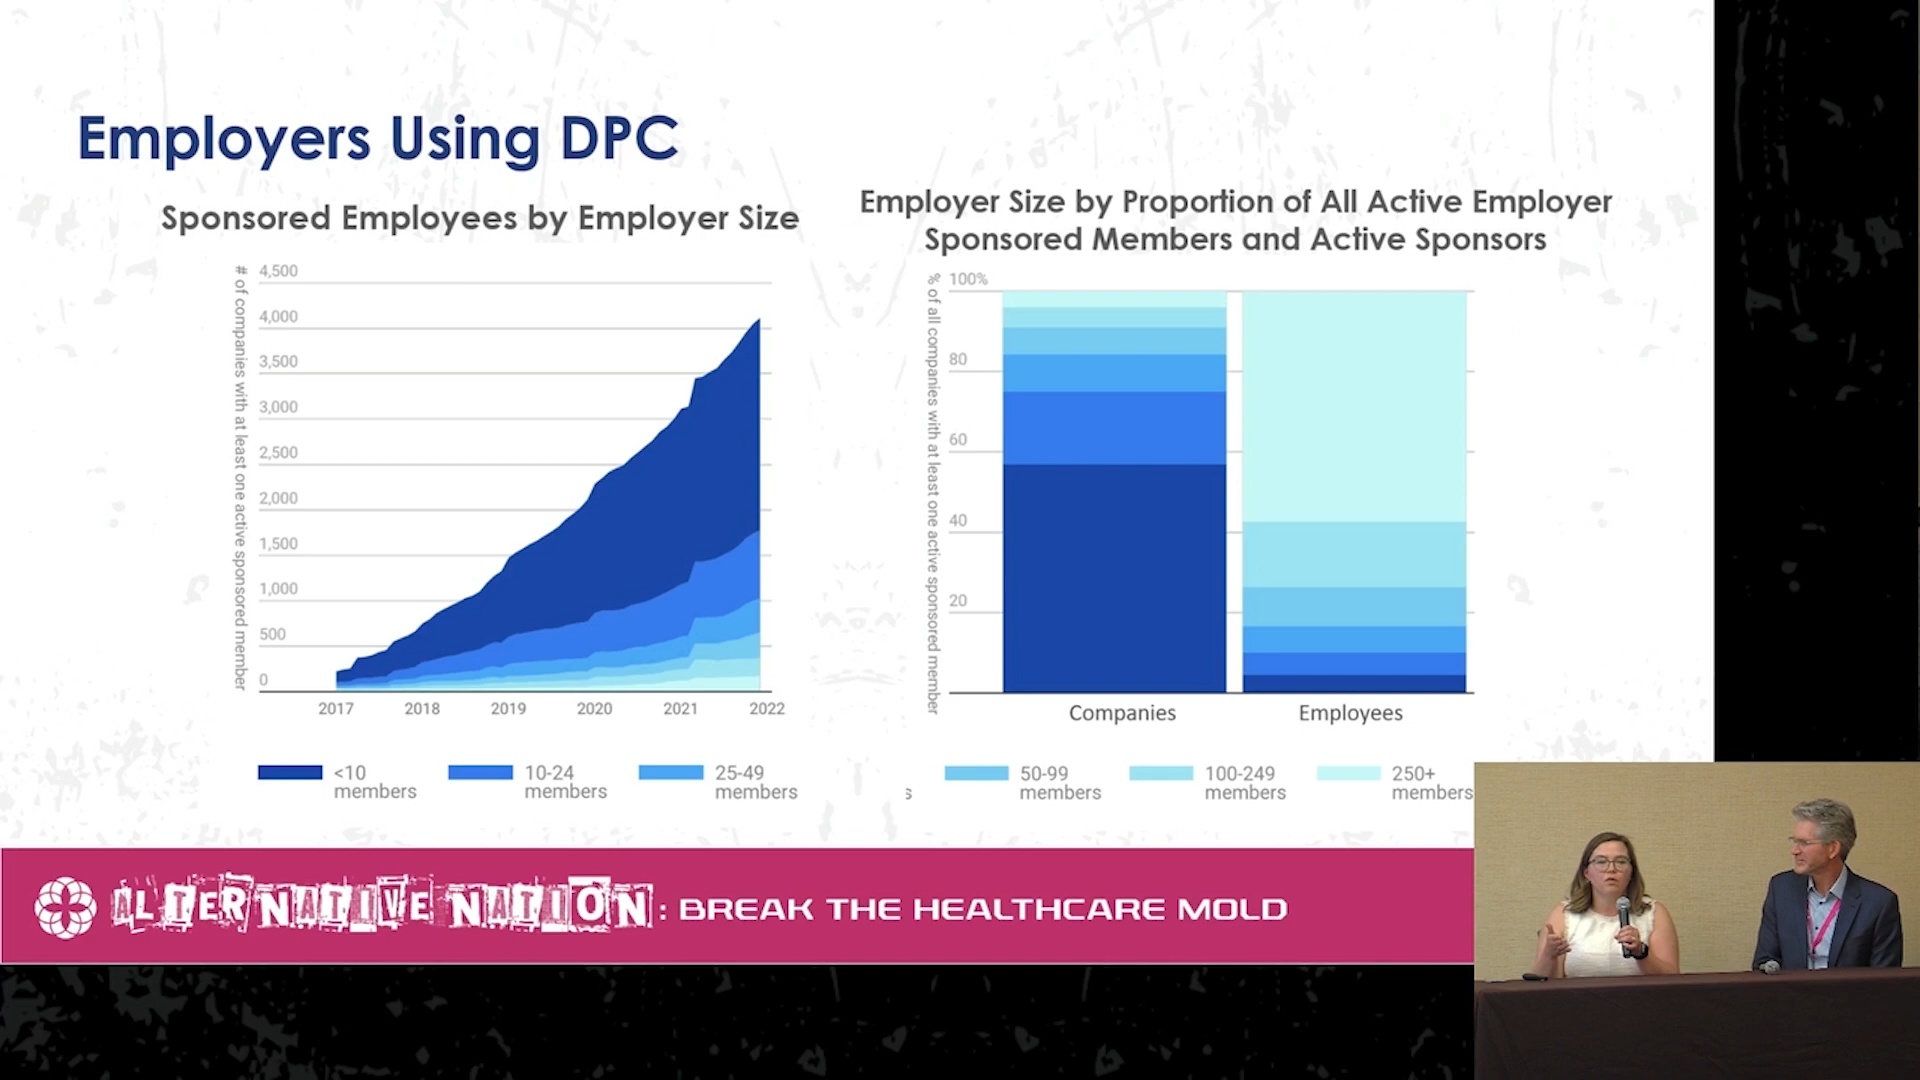 Employers Using DPC
Sponsored Employees by Employer Size
# of companies with at least one active sponsored member
4,500
4,000
3,500
3,000
2,500
2,000
1,500
1,000
500
0
2017 2018 2019 2020 2021 2022
<10 members
10-24 members
25-49 members
Employer Size by Proportion of All Active Employer
Sponsored Members and Active Sponsors
% of all companies with at least one active sponsored member
100%
80
60
40
20
Companies Employees
s
50-99 members
100-249 members
250+ members
ALTERNATIVE NATION: BREAK THE HEALTHCARE MOLD